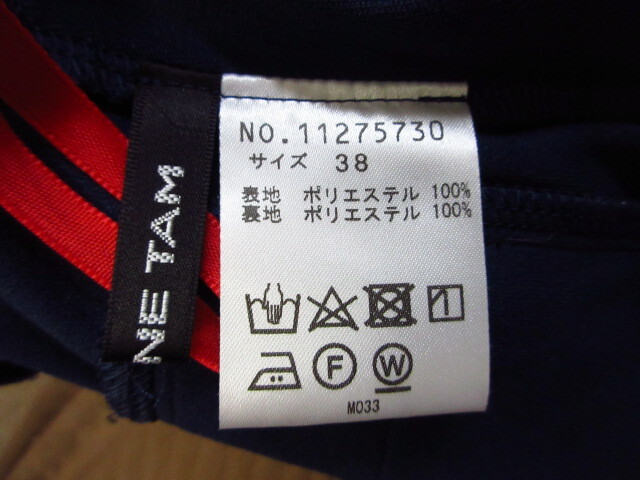 NE TAM
NO.11275730
サイズ 38
表地 ポリエステル 100%
裏地 ポリエステル 100%
F W
M033